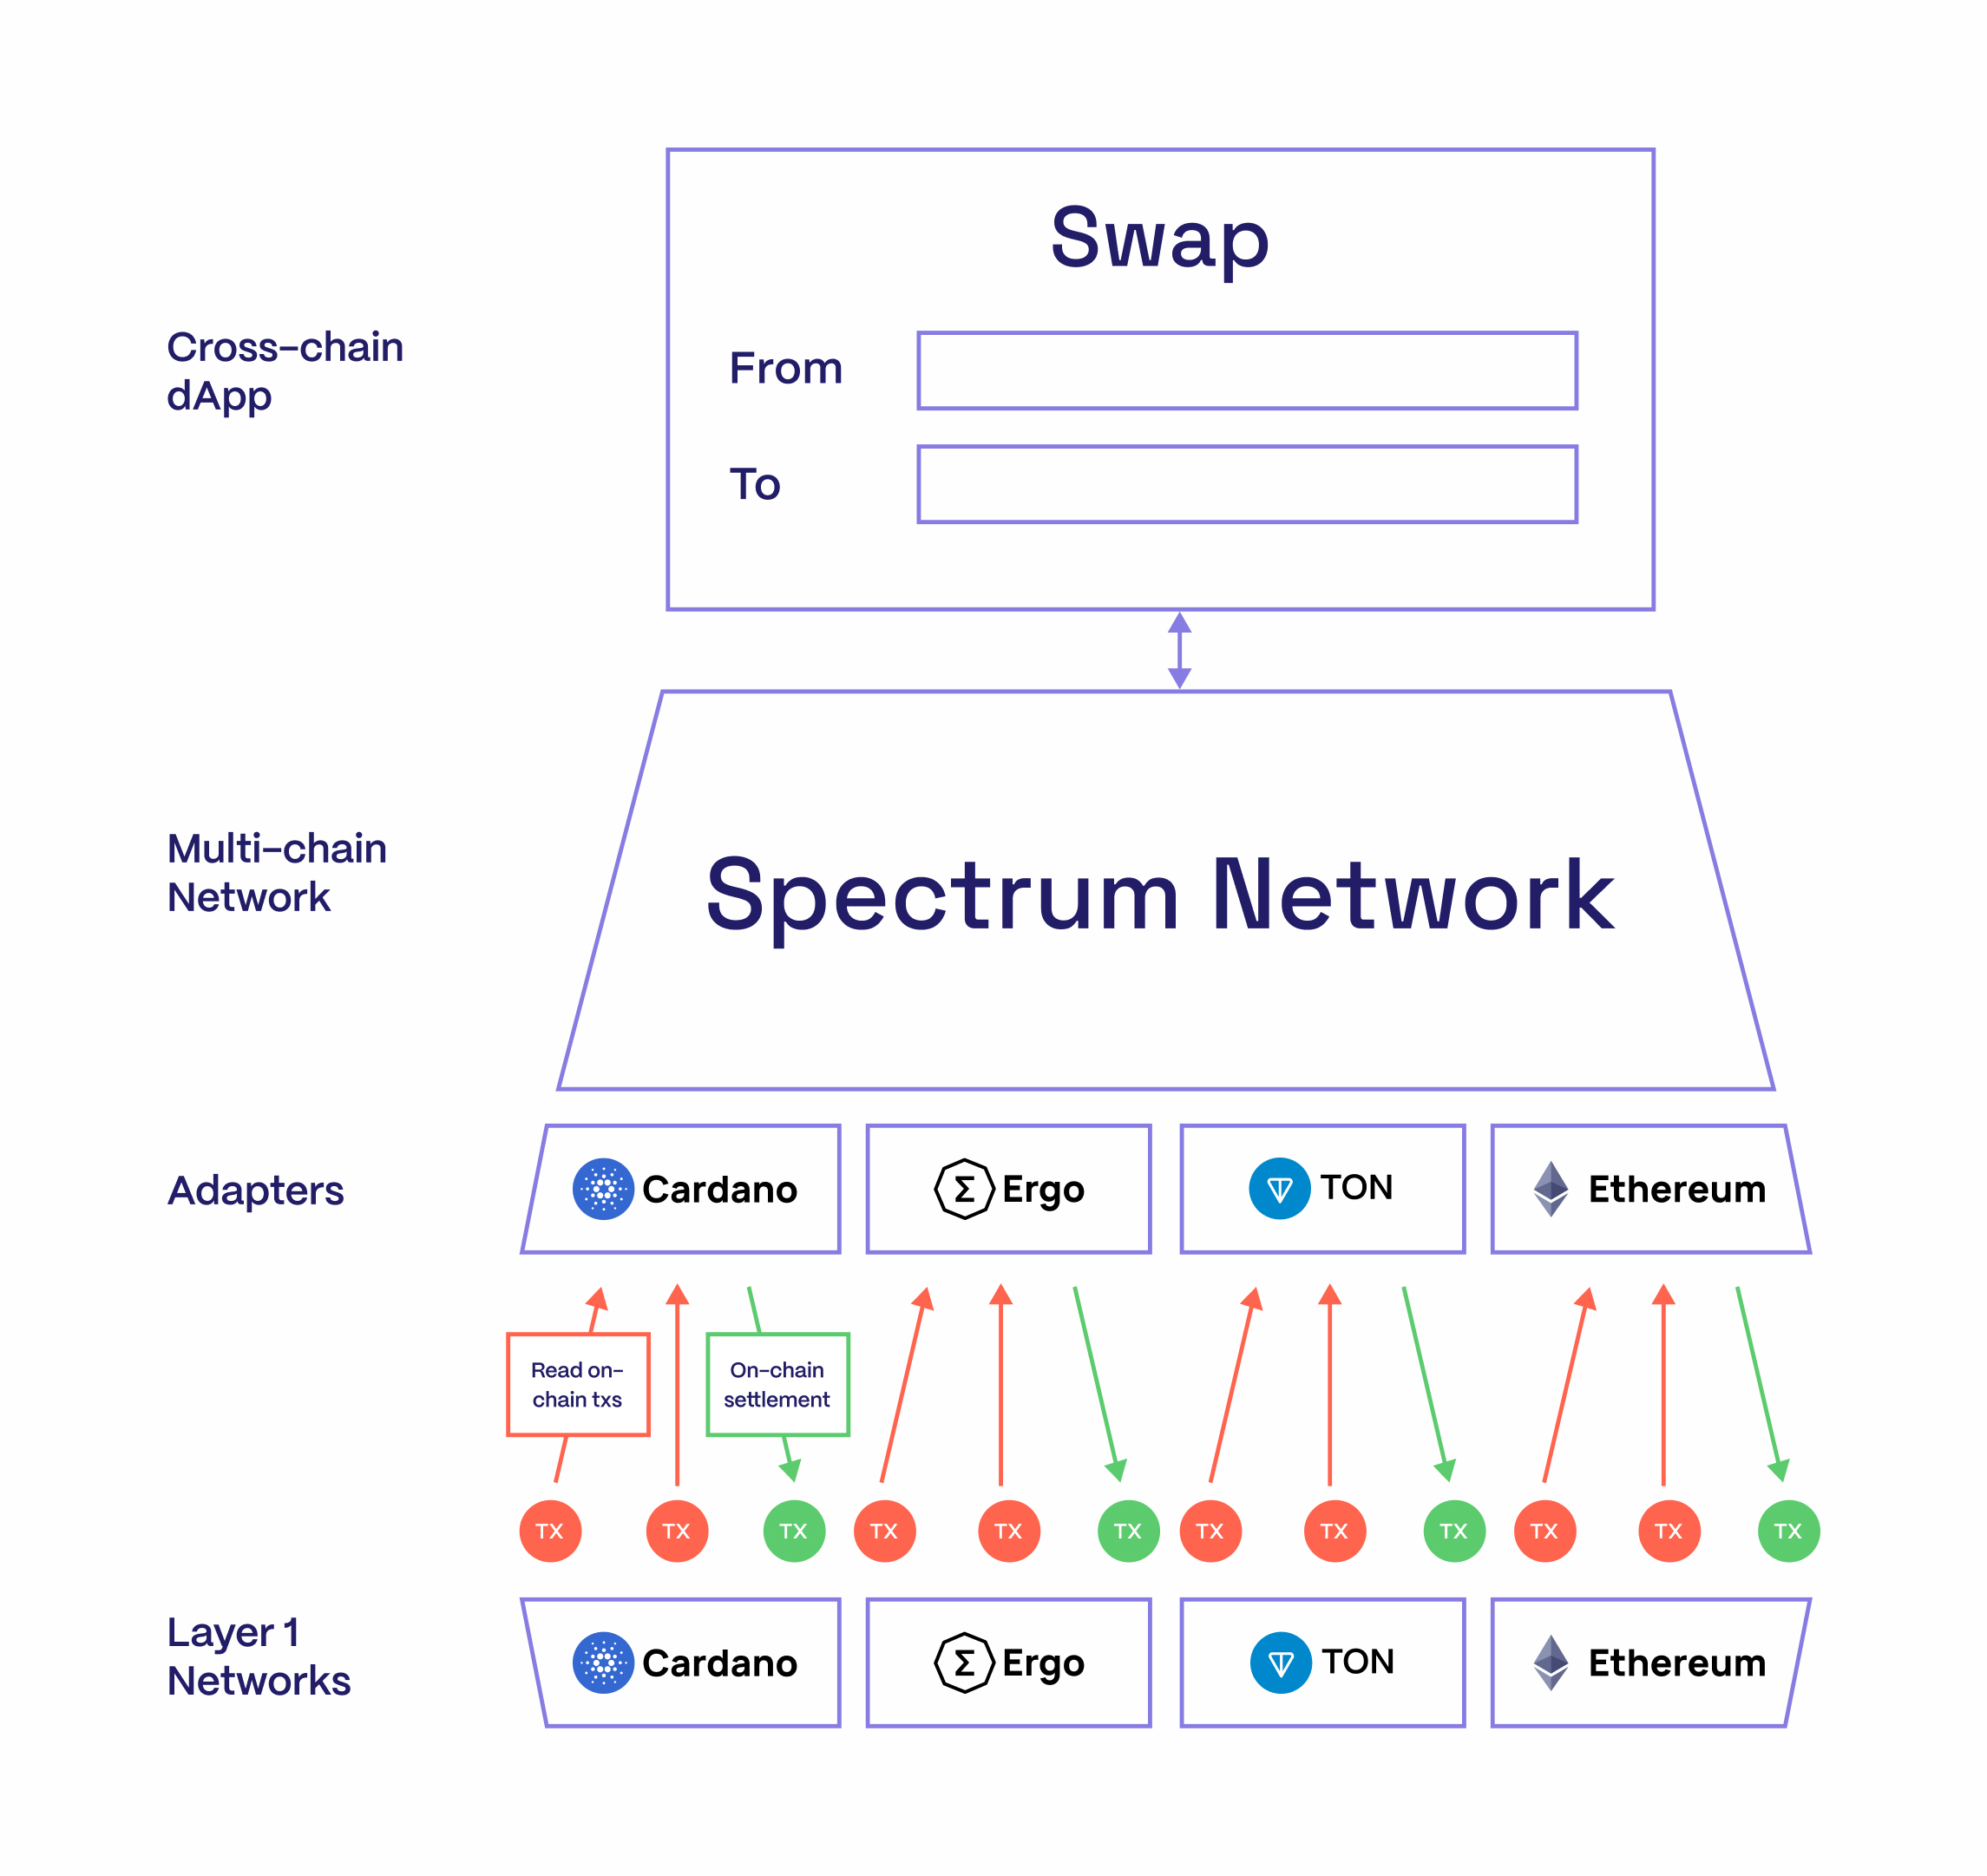 Swap
Cross-chain
dApp
From
To
Multi-chain
Network
Spectrum Network
Adapters
Cardano
Σ
Ergo
TON
Ethereum
Read on-
chain txs
On-chain
settlement
TX
TX
TX
TX
TX
TX
TX
TX
TX
TX
TX
TX
Layer 1
Networks
Cardano
Σ
Ergo
TON
Ethereum